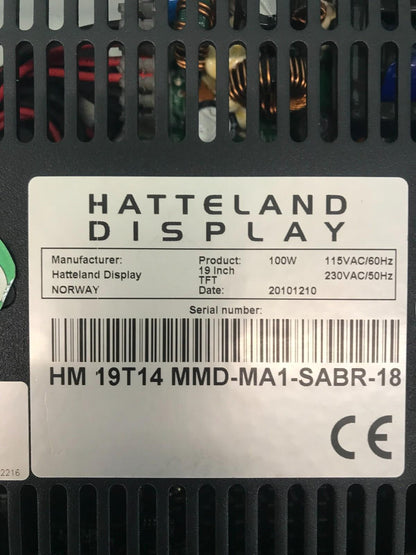 HATTELAND
DISPLAY
Manufacturer: Product: 100W 115VAC/60Hz
Hatteland Display 19 Inch 230VAC/50Hz
TFT
NORWAY Date: 20101210
Serial number:
HM 19T14 MMD-MA1-SABR-18
CE
2216